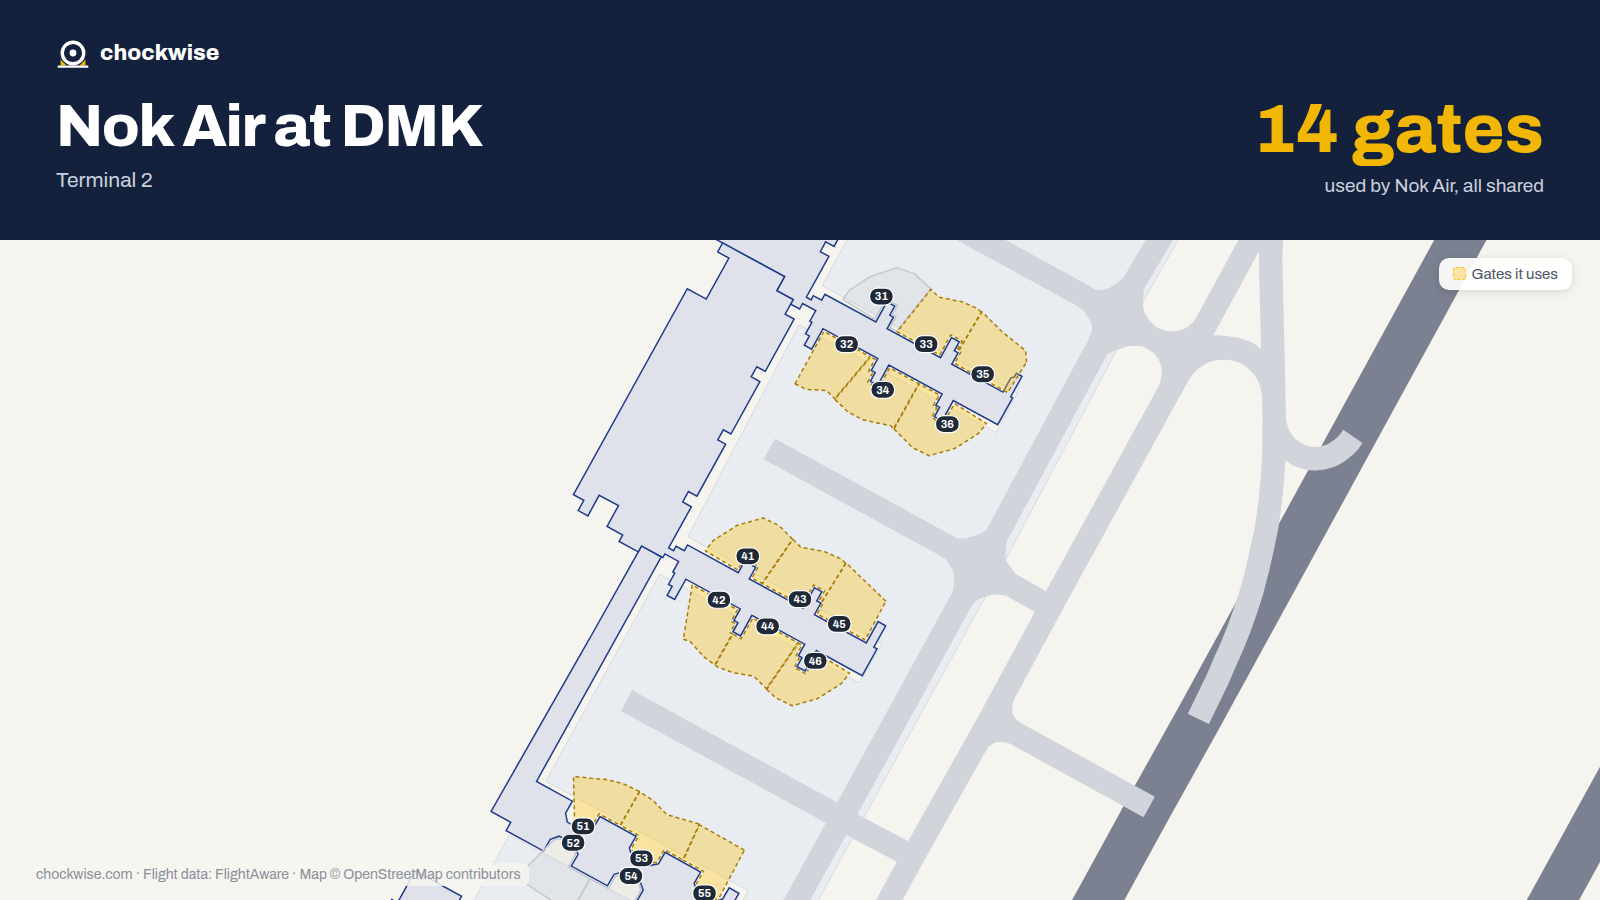 chockwise
Nok Air at DMK
Terminal 2
14 gates
used by Nok Air, all shared
Gates it uses
31
32
33
34
35
36
41
42
43
44
45
46
51
52
53
54
55
chockwise.com · Flight data: FlightAware · Map © OpenStreetMap contributors